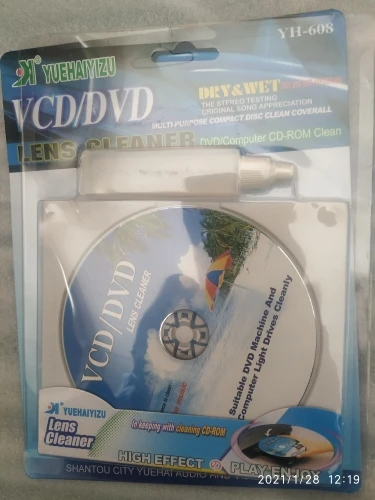 YH-608
YUEHAIYIZU
VCD/DVD
DRY&WET
THE STEREO TESTING
ORIGINAL SONG APPRECIATION
MULTI-PURPOSE COMPACT DISC CLEAN COVERALL
LENS CLEANER
DVD/Computer CD-ROM Clean
VCD/DVD
LENS CLEANER
Suitable DVD Machine And
Computer Light Drives Cleanly
YUEHAIYIZU
Lens
Cleaner
In keeping with cleaning CD-ROM
HIGH EFFECT
PLAY ENJOY
SHANTOU CITY YUEHAI AUDIO AND
2021/1/28 12:19